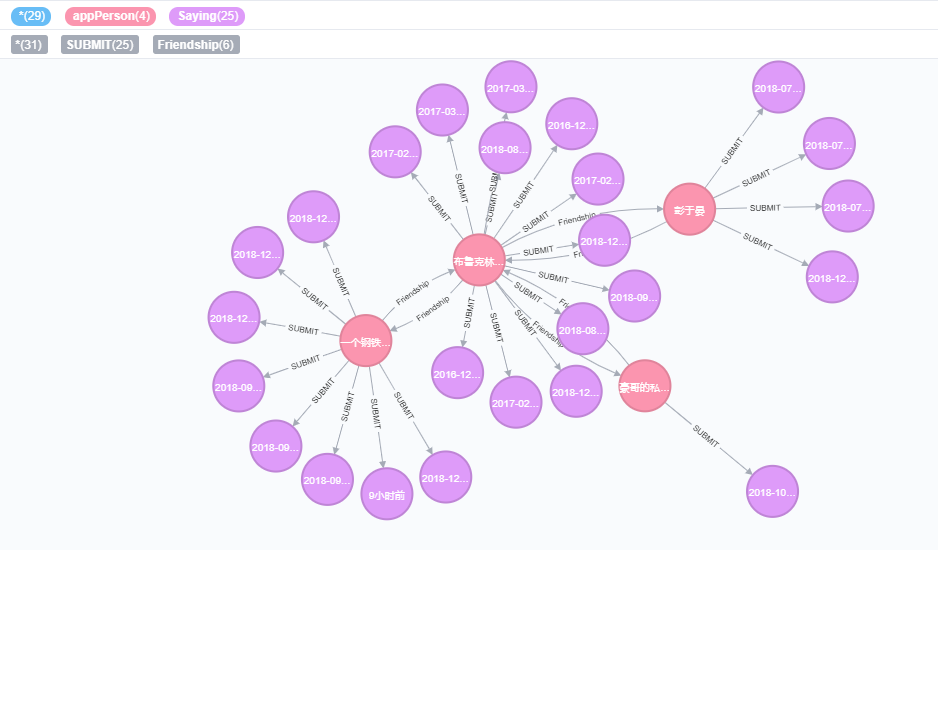 *(29) appPerson(4) Saying(25)
*(31) SUBMIT(25) Friendship(6)
2017-03...
2018-07...
2017-03...
2016-12...
2018-07...
2017-02...
2018-08...
SUBMIT
SUBMIT
2017-02...
SUBMIT
SUBMIT
SUBMIT
SUBMIT
2018-07...
SUBMIT
SUBMIT
彭于晏
2018-12...
SUBMIT
Friendship
2018-12...
SUBMIT
2018-12...
布鲁克林...
SUBMIT
2018-12...
SUBMIT
SUBMIT
SUBMIT
SUBMIT
Friendship
2018-09...
SUBMIT
Friendship
2018-12...
SUBMIT
SUBMIT
SUBMIT
SUBMIT
Friendship
2018-08...
一个钢铁...
SUBMIT
2018-09...
2016-12...
豪哥的私...
SUBMIT
SUBMIT
SUBMIT
SUBMIT
2017-02...
2018-12...
SUBMIT
2018-09...
2018-09...
9小时前
2018-12...
2018-10...